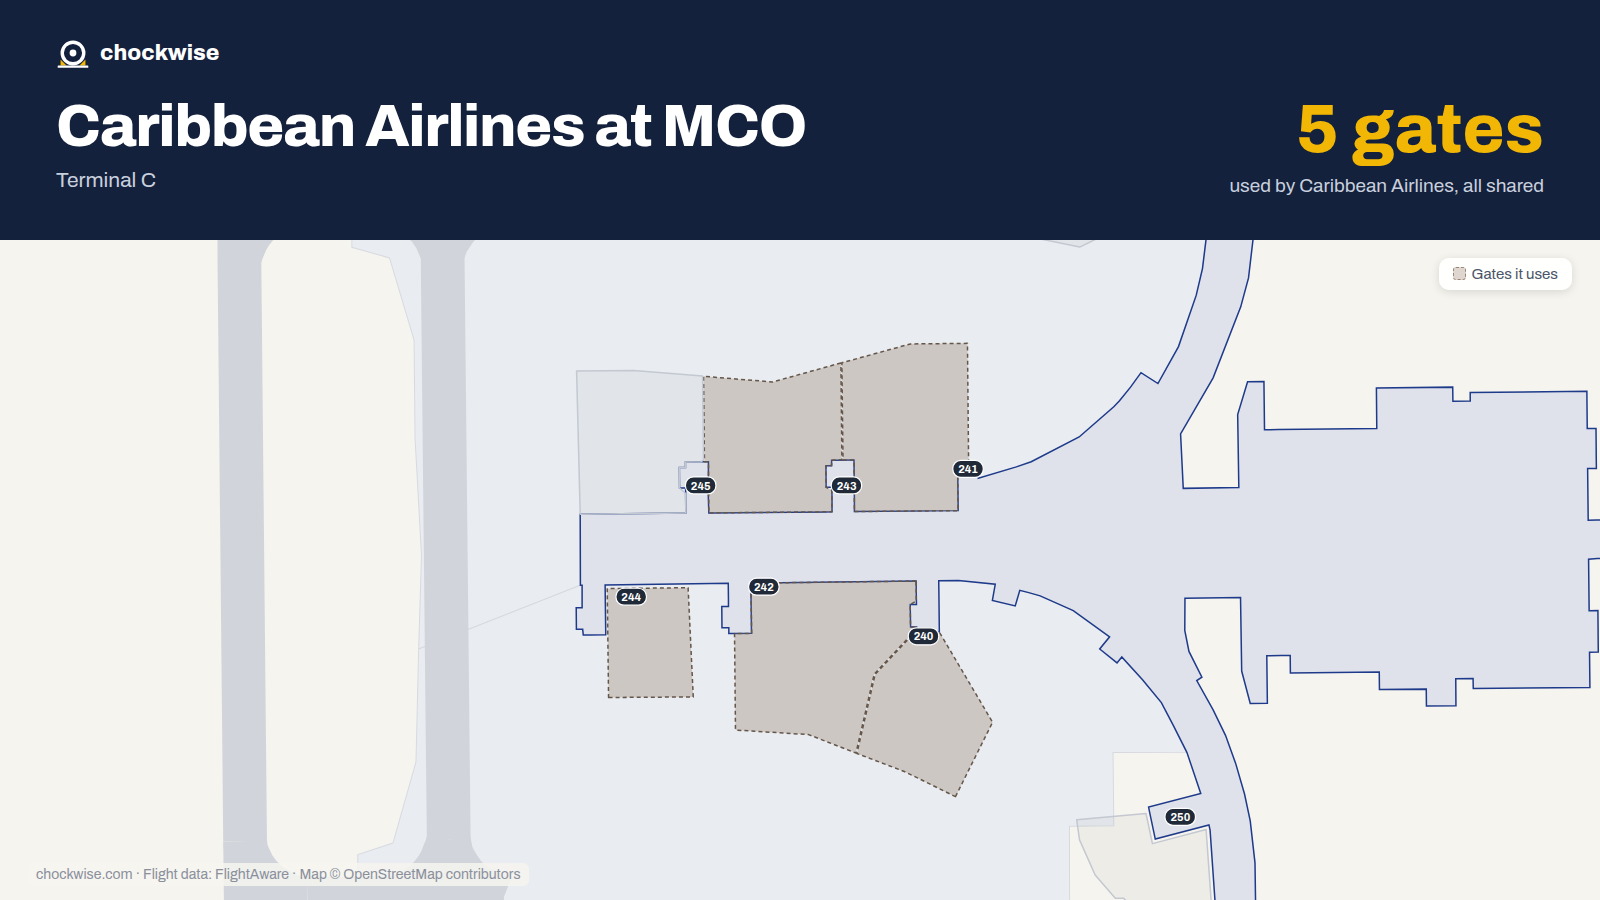 chockwise
Caribbean Airlines at MCO
Terminal C
5 gates
used by Caribbean Airlines, all shared
Gates it uses
241
245
243
242
244
240
250
chockwise.com · Flight data: FlightAware · Map © OpenStreetMap contributors